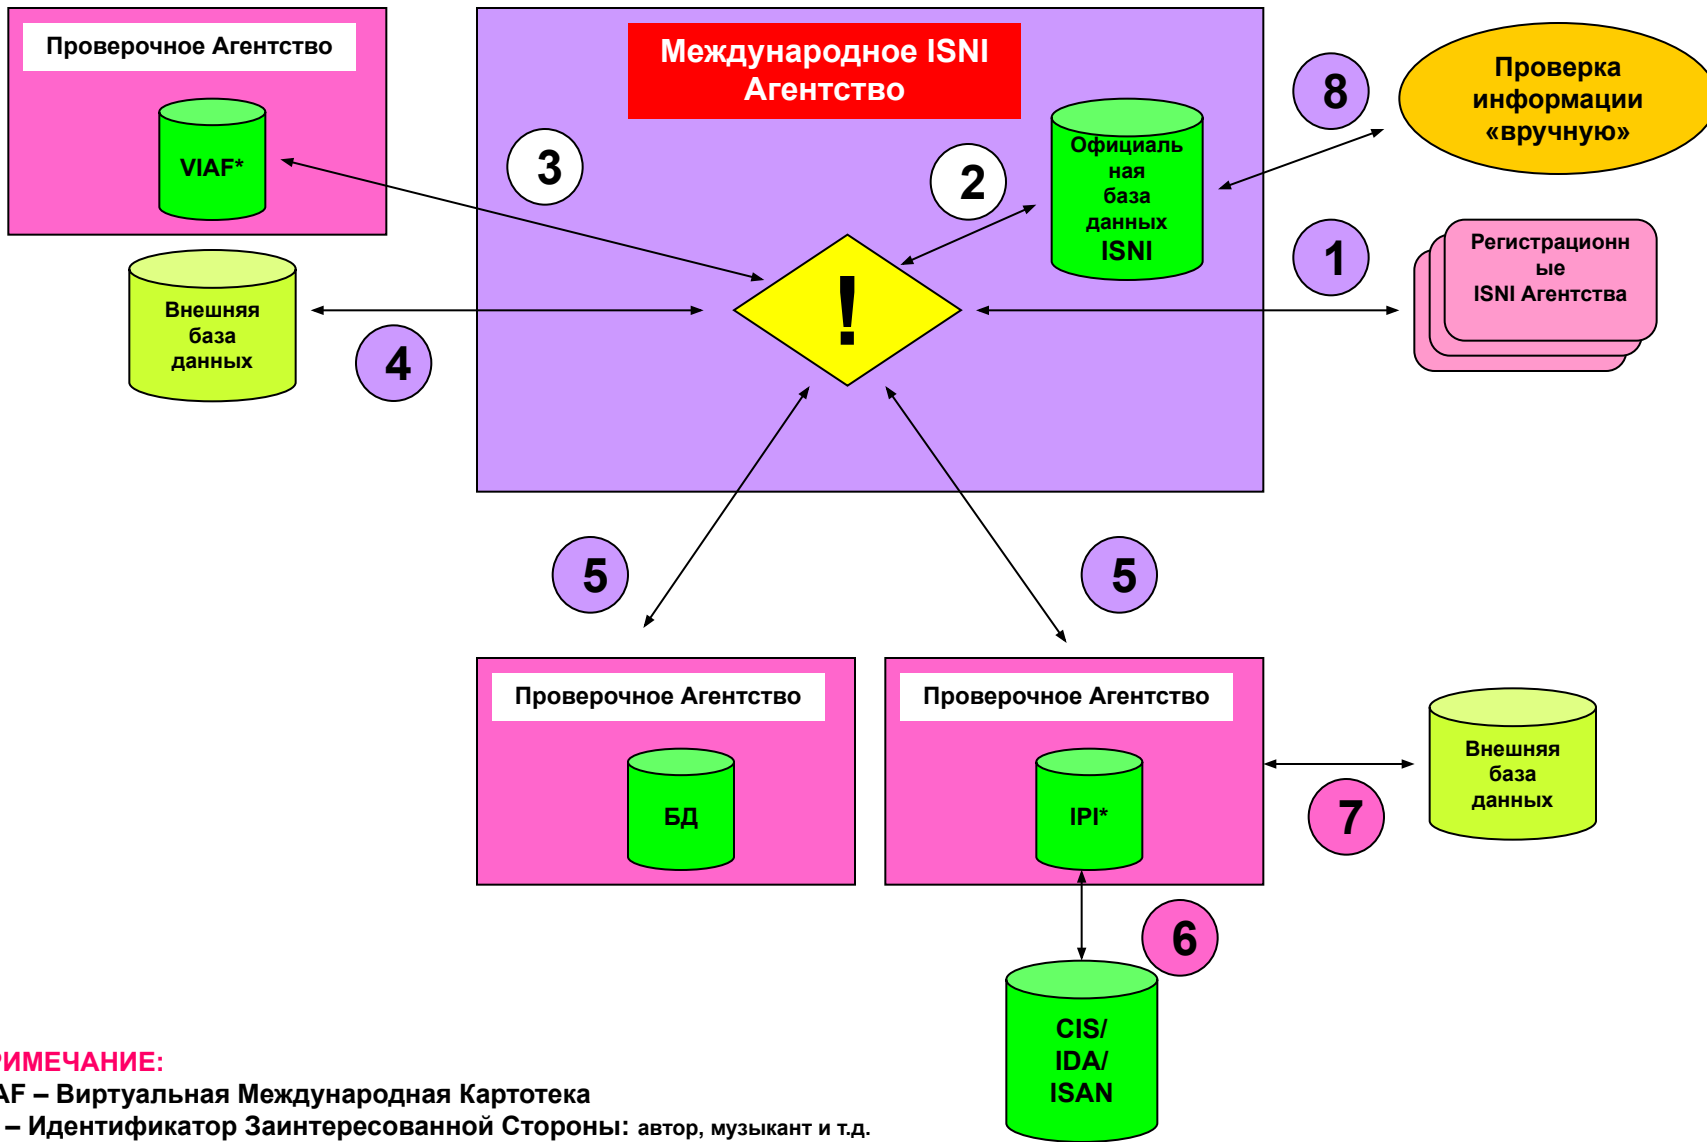 Проверочное Агентство
VIAF*
Международное ISNI
Агентство
Официаль
ная
база
данных
ISNI
Проверка
информации
«вручную»
8
3
2
1
Регистрационн
ые
ISNI Агентства
!
Внешняя
база
данных
4
5
5
Проверочное Агентство
БД
Проверочное Агентство
IPI*
7
Внешняя
база
данных
6
CIS/
IDA/
ISAN
РИМЕЧАНИЕ:
AF – Виртуальная Международная Картотека
– Идентификатор Заинтересованной Стороны: автор, музыкант и т.д.